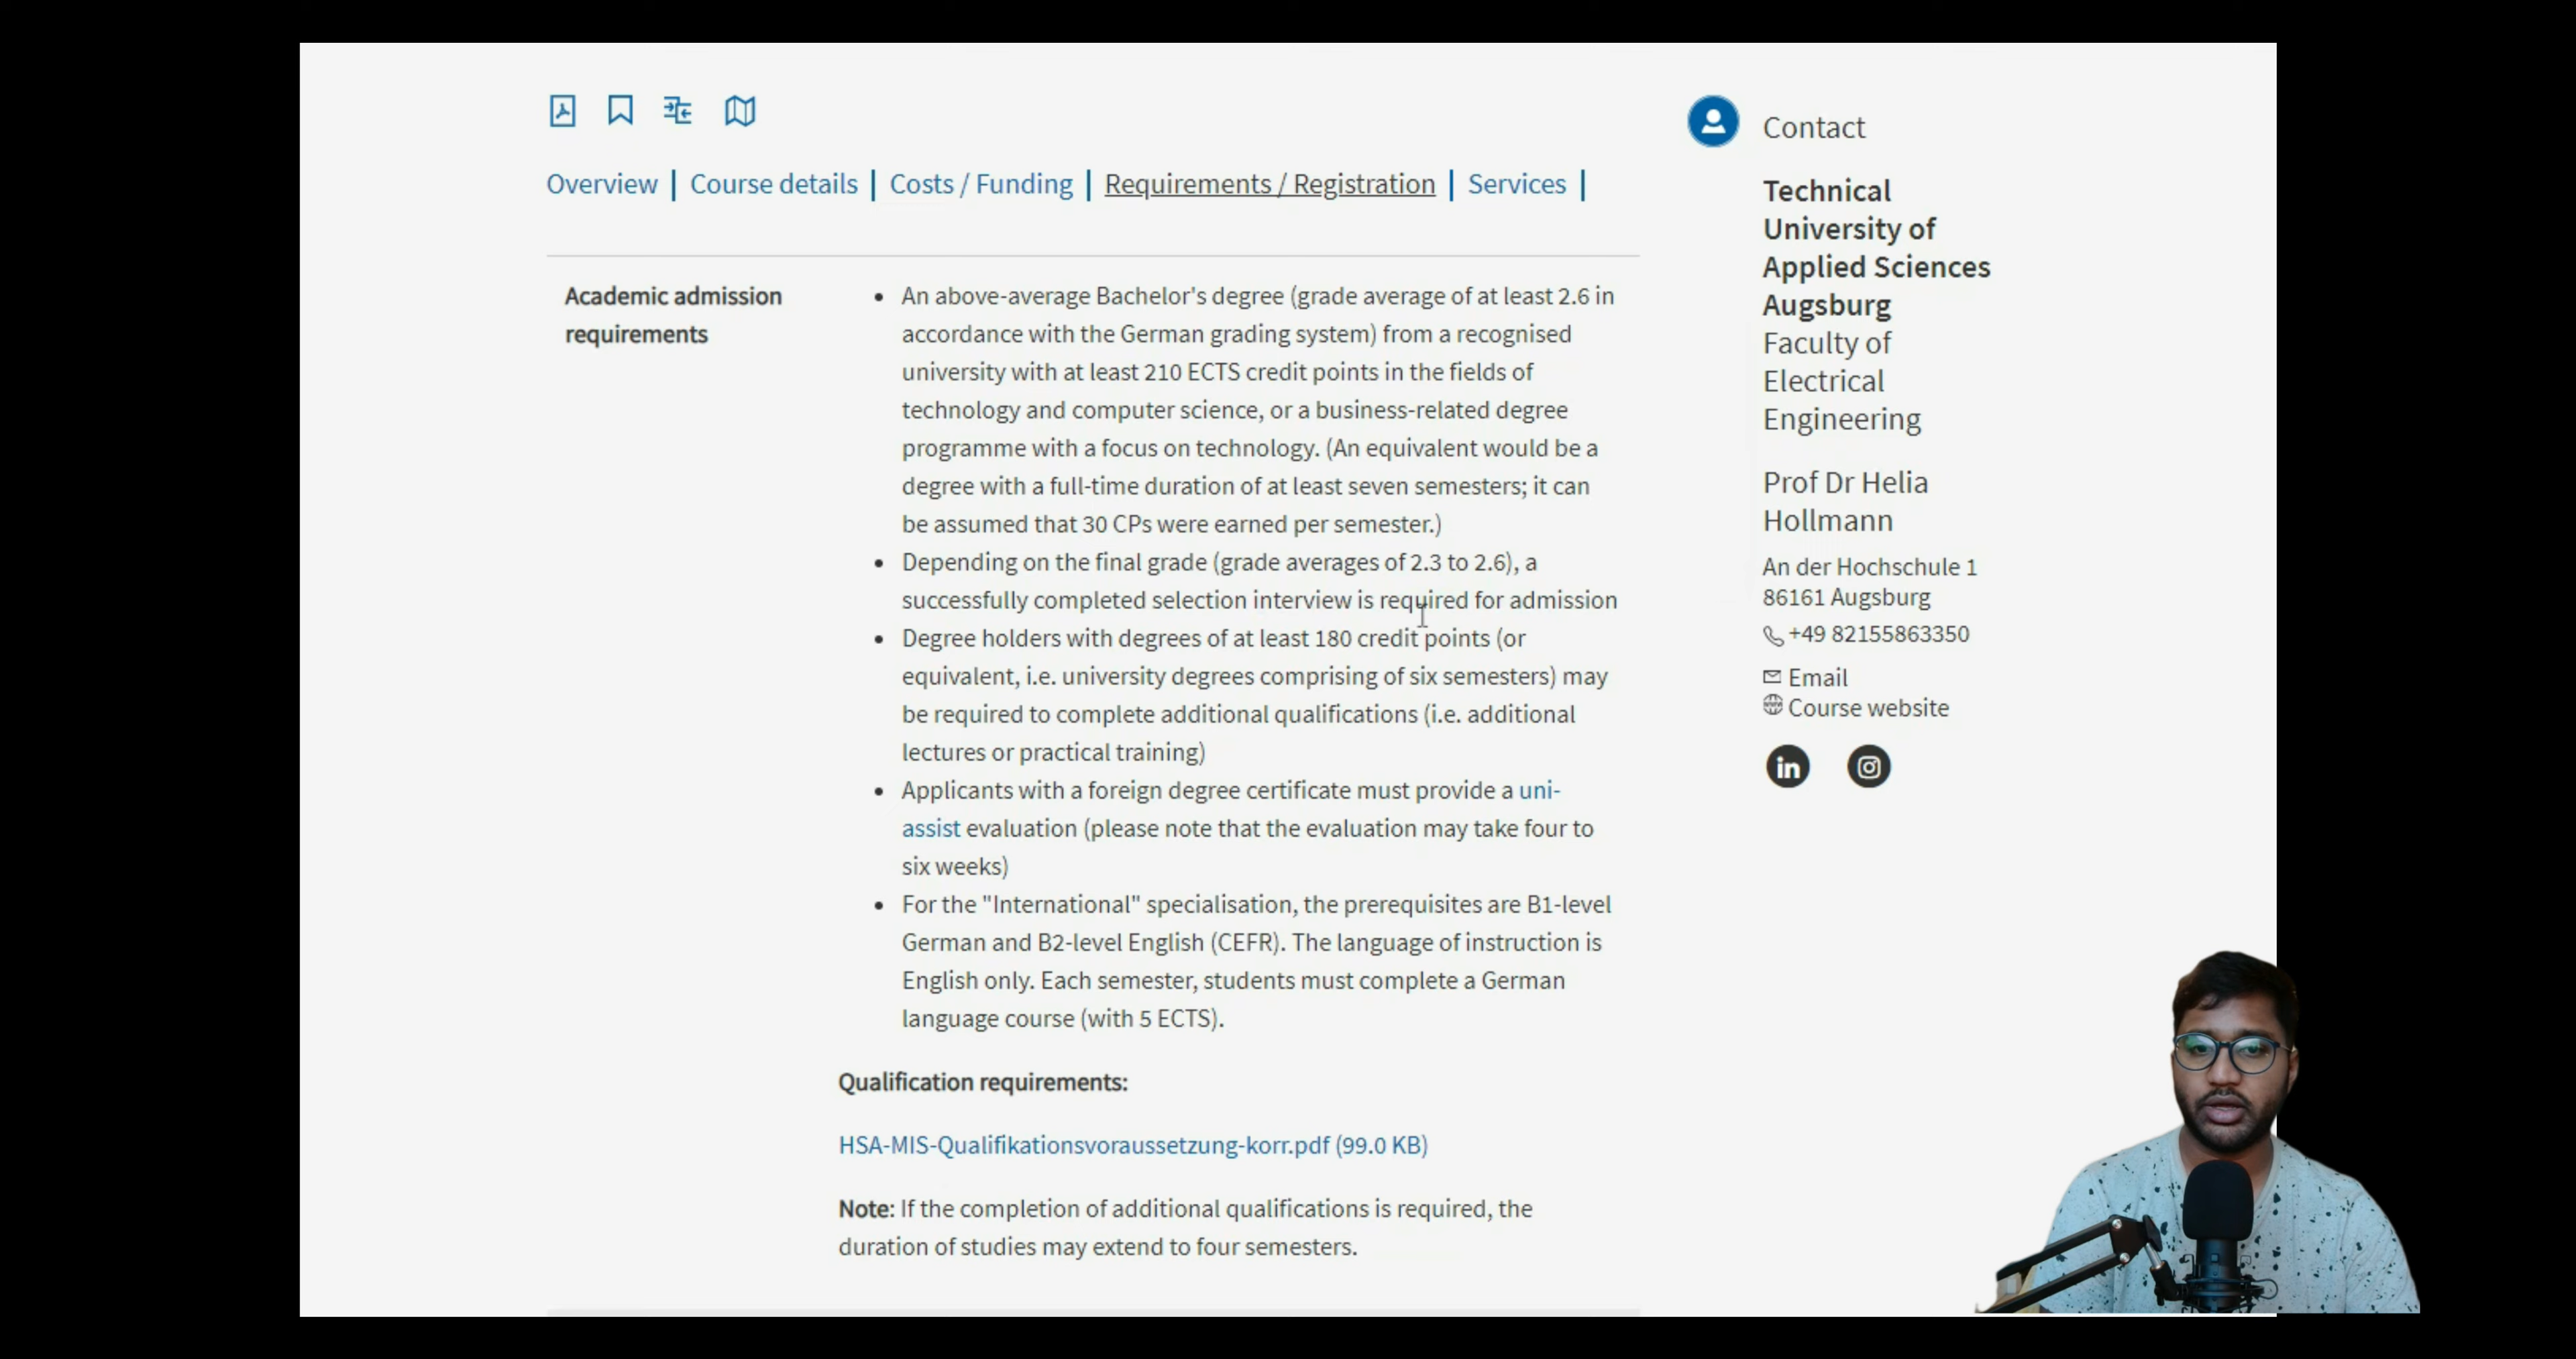 Overview | Course details | Costs / Funding | Requirements / Registration | Services |
Academic admission
requirements
• An above-average Bachelor's degree (grade average of at least 2.6 in
accordance with the German grading system) from a recognised
university with at least 210 ECTS credit points in the fields of
technology and computer science, or a business-related degree
programme with a focus on technology. (An equivalent would be a
degree with a full-time duration of at least seven semesters; it can
be assumed that 30 CPs were earned per semester.)
• Depending on the final grade (grade averages of 2.3 to 2.6), a
successfully completed selection interview is required for admission
• Degree holders with degrees of at least 180 credit points (or
equivalent, i.e. university degrees comprising of six semesters) may
be required to complete additional qualifications (i.e. additional
lectures or practical training)
• Applicants with a foreign degree certificate must provide a uni-
assist evaluation (please note that the evaluation may take four to
six weeks)
• For the "International" specialisation, the prerequisites are B1-level
German and B2-level English (CEFR). The language of instruction is
English only. Each semester, students must complete a German
language course (with 5 ECTS).
Qualification requirements:
HSA-MIS-Qualifikationsvoraussetzung-korr.pdf (99.0 KB)
Note: If the completion of additional qualifications is required, the
duration of studies may extend to four semesters.
Contact
Technical
University of
Applied Sciences
Augsburg
Faculty of
Electrical
Engineering
Prof Dr Helia
Hollmann
An der Hochschule 1
86161 Augsburg
+49 82155863350
Email
Course website
in